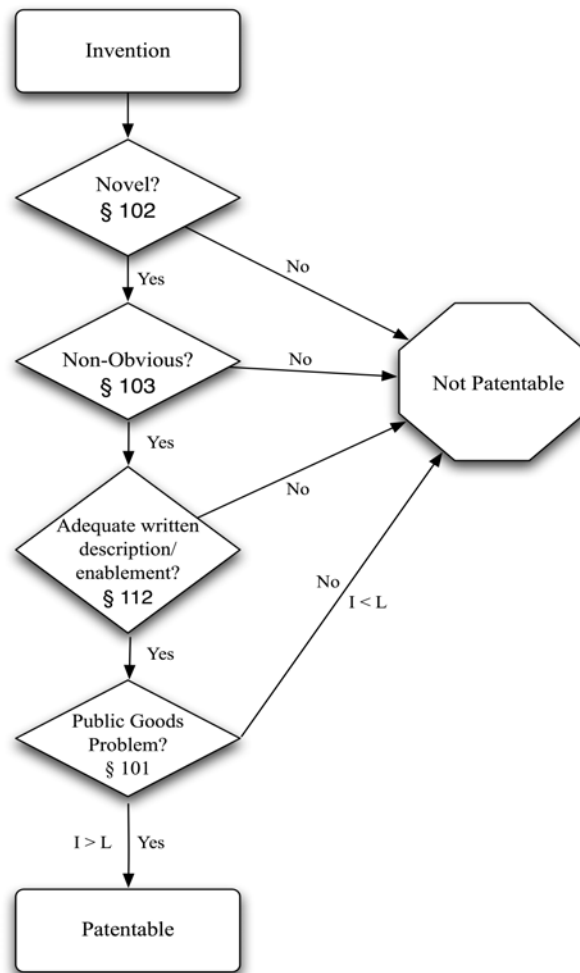 Invention
Novel?
§ 102
No
Yes
Non-Obvious?
§ 103
No
Not Patentable
Yes
Adequate written
description/
enablement?
§ 112
No
Yes
No
I < L
Public Goods
Problem?
§ 101
I > L
Yes
Patentable